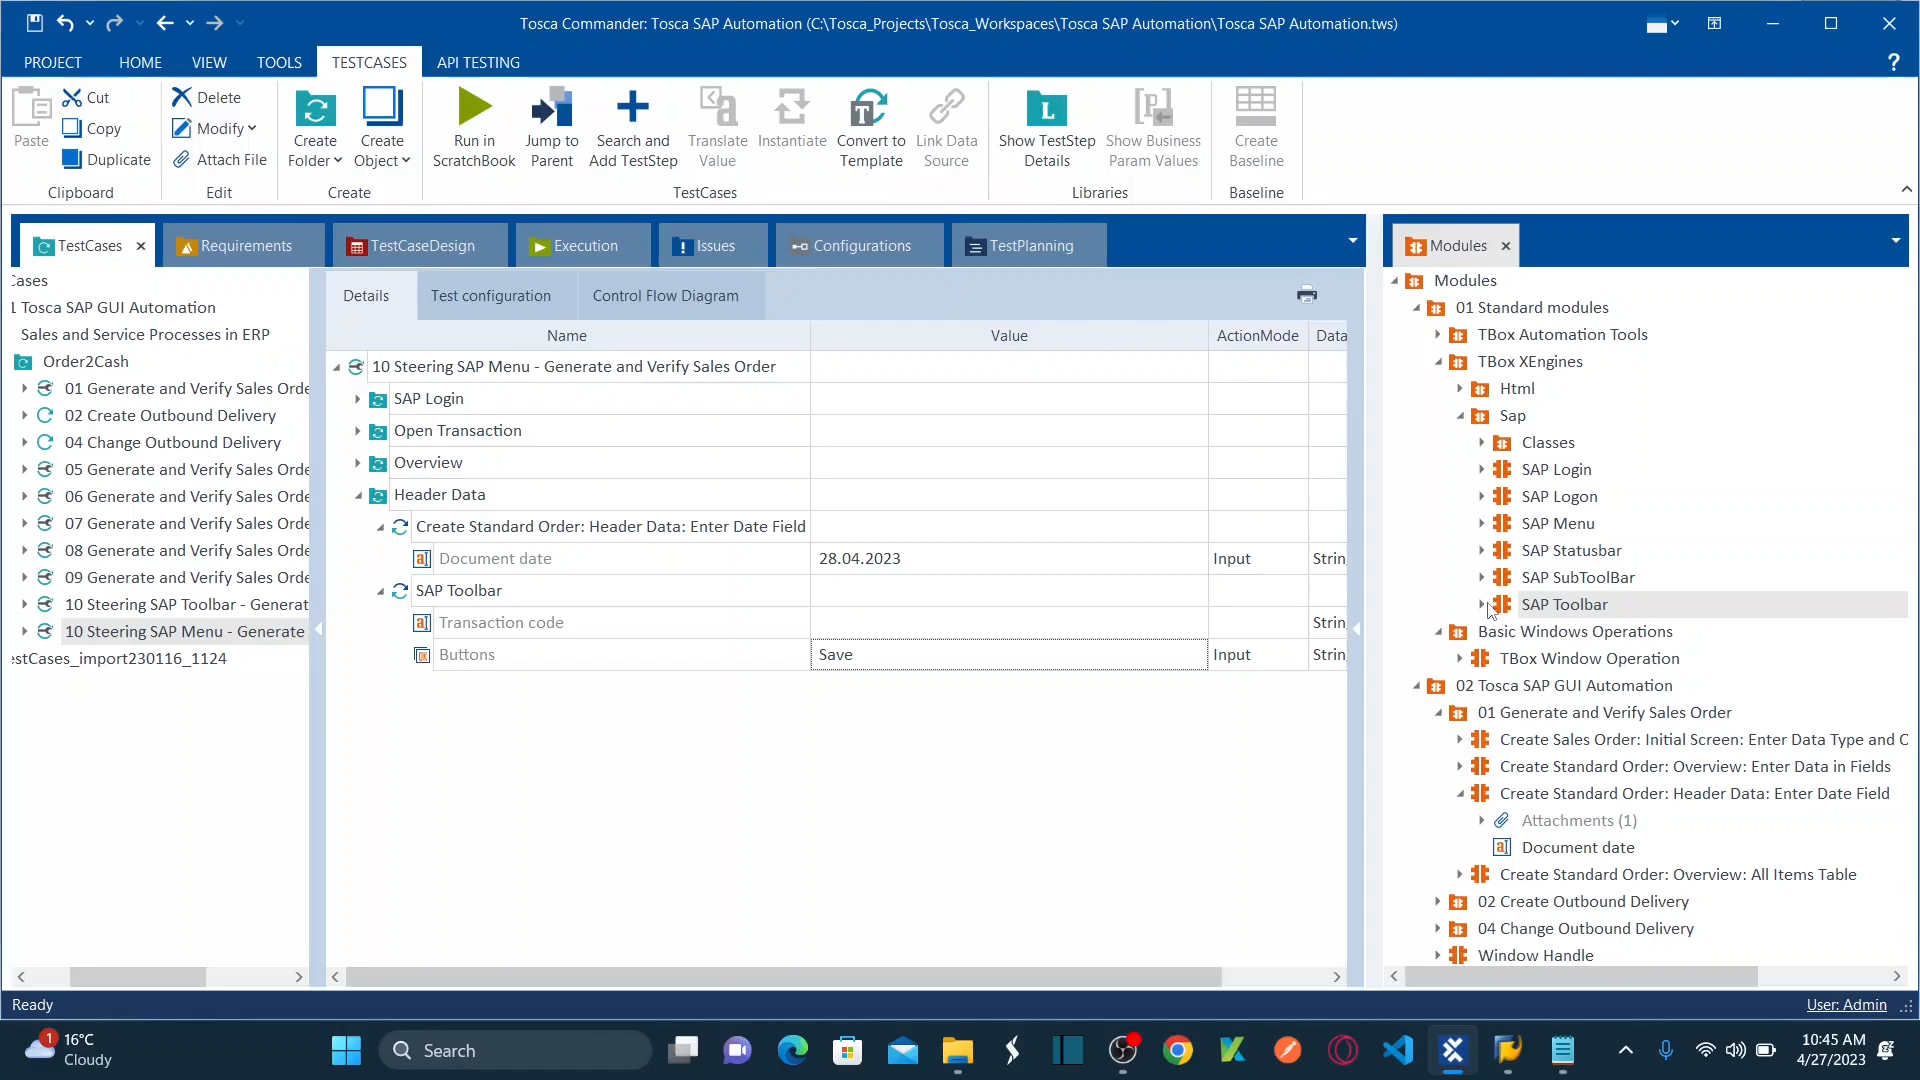 Tosca Commander: Tosca SAP Automation (C:\Tosca_Projects\Tosca_Workspaces\Tosca SAP Automation\Tosca SAP Automation.tws)
PROJECT HOME VIEW TOOLS TESTCASES API TESTING ?
Paste
Cut
Copy
Duplicate
Clipboard
Delete
Modify
Attach File
Edit
Create Folder
Create Object
Create
Run in ScratchBook
Jump to Parent
Search and Add TestStep
Translate Value
Instantiate
Convert to Template
Link Data Source
TestCases
Show TestStep Details
Show Business Param Values
Libraries
Create Baseline
Baseline
TestCases Requirements TestCaseDesign Execution Issues Configurations TestPlanning
Cases
1 Tosca SAP GUI Automation
Sales and Service Processes in ERP
Order2Cash
01 Generate and Verify Sales Orde
02 Create Outbound Delivery
04 Change Outbound Delivery
05 Generate and Verify Sales Orde
06 Generate and Verify Sales Orde
07 Generate and Verify Sales Orde
08 Generate and Verify Sales Orde
09 Generate and Verify Sales Orde
10 Steering SAP Toolbar - Generat
10 Steering SAP Menu - Generate
estCases_import230116_1124
Details Test configuration Control Flow Diagram
Name Value ActionMode Data
10 Steering SAP Menu - Generate and Verify Sales Order
SAP Login
Open Transaction
Overview
Header Data
Create Standard Order: Header Data: Enter Date Field
Document date 28.04.2023 Input Strin
SAP Toolbar
Transaction code Strin
Buttons Save Input Strin
Modules
Modules
01 Standard modules
TBox Automation Tools
TBox XEngines
Html
Sap
Classes
SAP Login
SAP Logon
SAP Menu
SAP Statusbar
SAP SubToolBar
SAP Toolbar
Basic Windows Operations
TBox Window Operation
02 Tosca SAP GUI Automation
01 Generate and Verify Sales Order
Create Sales Order: Initial Screen: Enter Data Type and O
Create Standard Order: Overview: Enter Data in Fields
Create Standard Order: Header Data: Enter Date Field
Attachments (1)
Document date
Create Standard Order: Overview: All Items Table
02 Create Outbound Delivery
04 Change Outbound Delivery
Window Handle
Ready User: Admin
1 16°C
Cloudy
Search
10:45 AM
4/27/2023